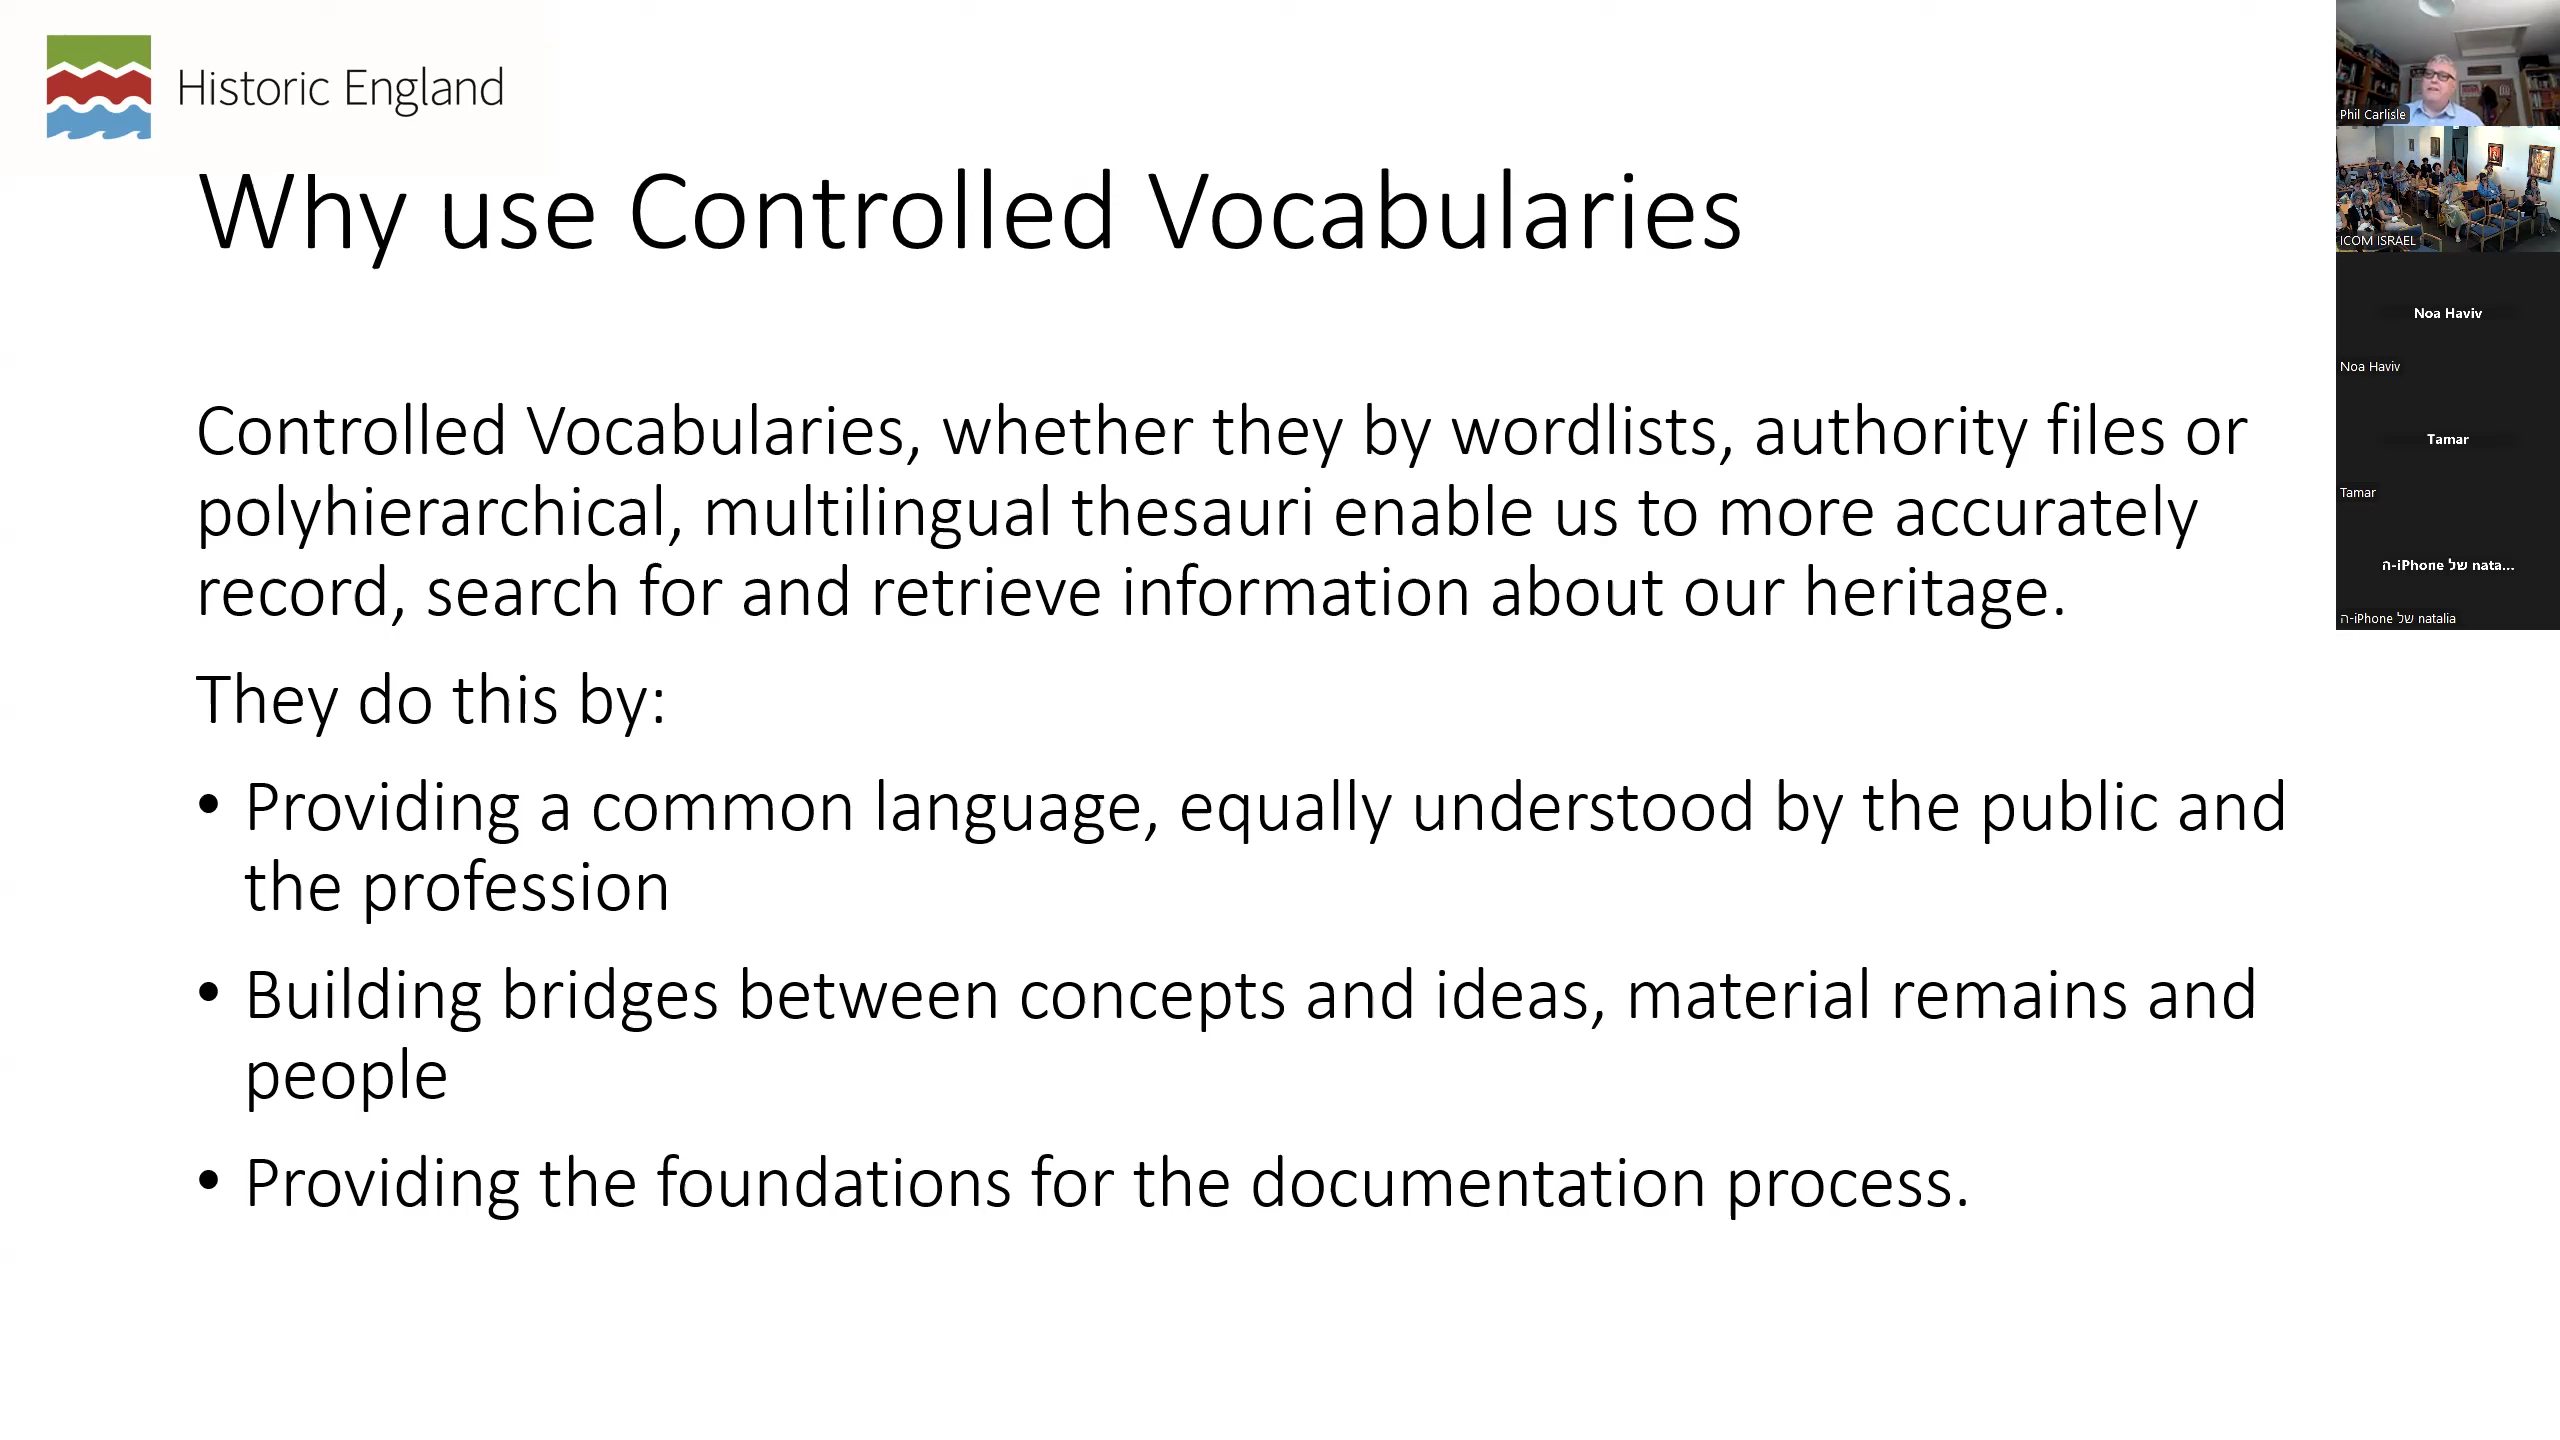 Historic England
Why use Controlled Vocabularies
Controlled Vocabularies, whether they by wordlists, authority files or
polyhierarchical, multilingual thesauri enable us to more accurately
record, search for and retrieve information about our heritage.
They do this by:
• Providing a common language, equally understood by the public and
the profession
• Building bridges between concepts and ideas, material remains and
people
• Providing the foundations for the documentation process.
Phil Carlisle
ICOM ISRAEL
Noa Haviv
Noa Haviv
Tamar
Tamar
ה-iPhone של nata...
ה-iPhone של natalia